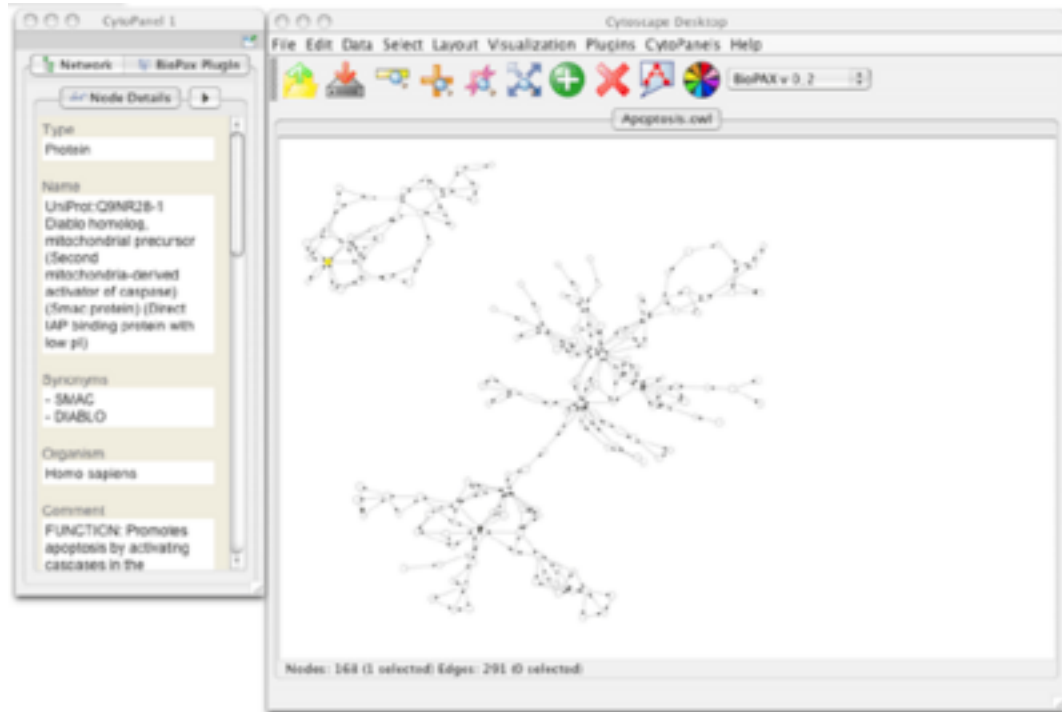 CytoPanel 1
Network
BioPax Plugin
Node Details
Type
Protein
Name
UniProt:Q9NR28-1
Diablo homolog,
mitochondrial precursor
(Second
mitochondria-derived
activator of caspase)
(Smac protein) (Direct
IAP binding protein with
low pI)
Synonyms
- SMAC
- DIABLO
Organism
Homo sapiens
Comment
FUNCTION: Promotes
apoptosis by activating
caspases in the
Cytoscape Desktop
File Edit Data Select Layout Visualization Plugins CytoPanels Help
BioPAX v 0_2
Apoptosis.owl
Nodes: 168 (1 selected) Edges: 291 (0 selected)